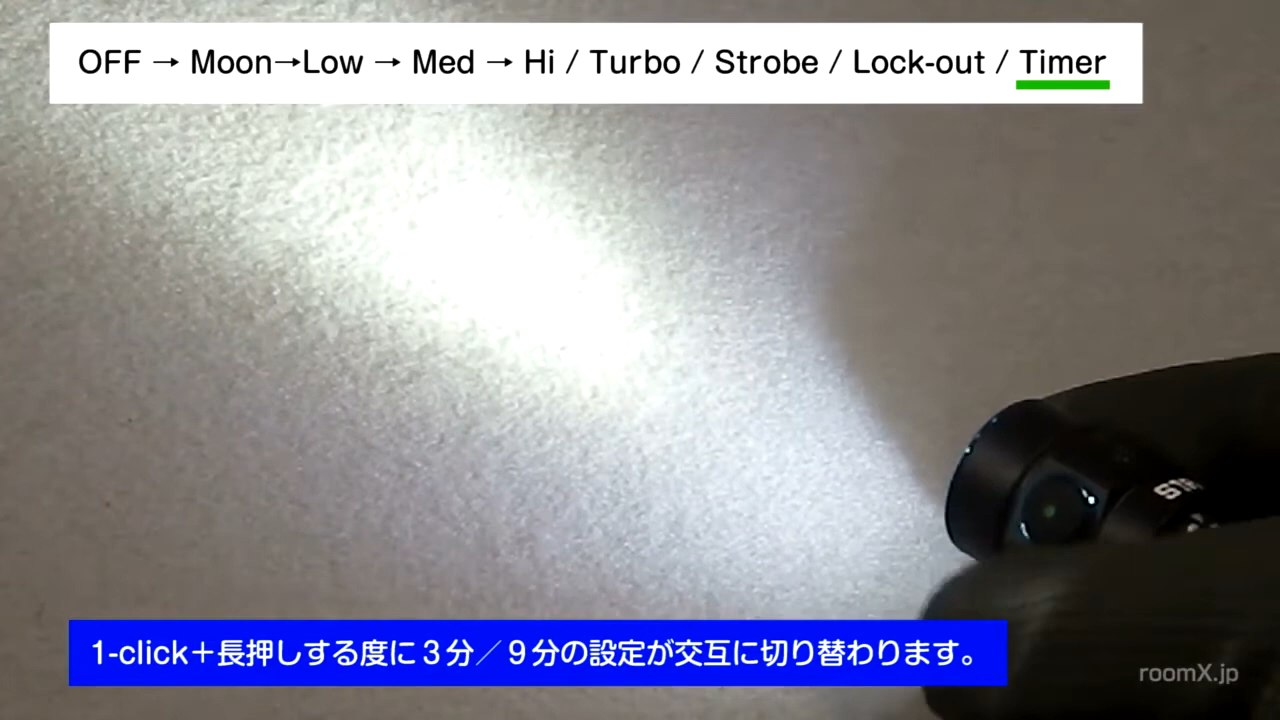 OFF → Moon→Low → Med → Hi / Turbo / Strobe / Lock-out / Timer
1-click＋長押しする度に３分／９分の設定が交互に切り替わります。
roomX.jp